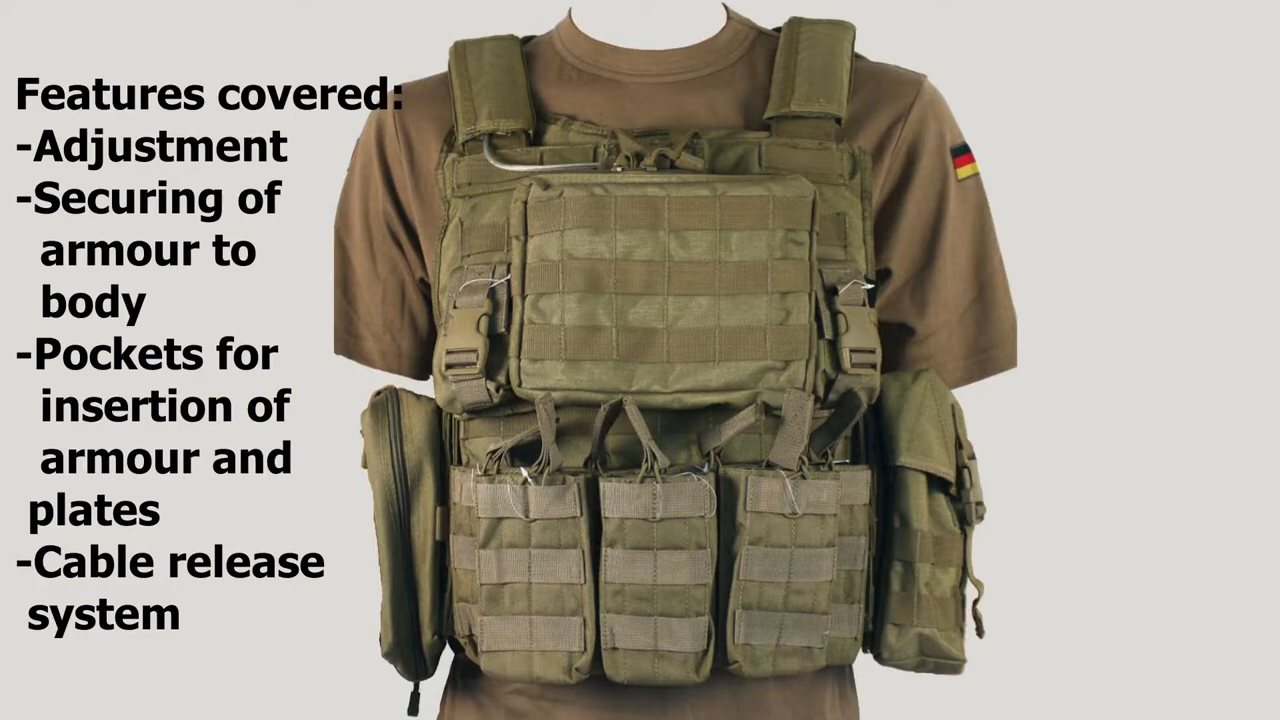 Features covered:
-Adjustment
-Securing of
armour to
body
-Pockets for
insertion of
armour and
plates
-Cable release
system